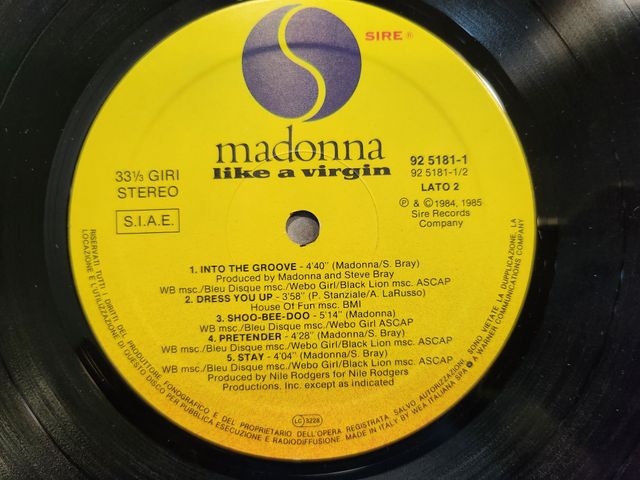 SIRE ®
madonna
like a virgin
33⅓ GIRI
STEREO
S.I.A.E.
92 5181-1
92 5181-1/2
LATO 2
℗ & © 1984, 1985
Sire Records
Company
1. INTO THE GROOVE - 4'40" (Madonna/S. Bray)
Produced by Madonna and Steve Bray
WB msc./Bleu Disque msc./Webo Girl/Black Lion msc. ASCAP
2. DRESS YOU UP - 3'58" (P. Stanziale/A. LaRusso)
House Of Fun msc. BMI
3. SHOO-BEE-DOO - 5'14" (Madonna)
WB msc./Bleu Disque msc./Webo Girl ASCAP
4. PRETENDER - 4'28" (Madonna/S. Bray)
WB msc./Bleu Disque msc./Webo Girl/Black Lion msc. ASCAP
5. STAY - 4'04" (Madonna/S. Bray)
WB msc./Bleu Disque msc./Webo Girl/Black Lion msc. ASCAP
Produced by Nile Rodgers for Nile Rodgers
Productions, Inc. except as indicated
LC 3228
RISERVATI TUTTI I DIRITTI DEL PRODUTTORE FONOGRAFICO E DEL PROPRIETARIO DELL'OPERA REGISTRATA. SALVO AUTORIZZAZIONI, SONO VIETATE LA DUPLICAZIONE, LA
LOCAZIONE E L'UTILIZZAZIONE DI QUESTO DISCO PER PUBBLICA ESECUZIONE E RADIODIFFUSIONE. MADE IN ITALY BY WEA ITALIANA SPA ● A WARNER COMMUNICATIONS COMPANY